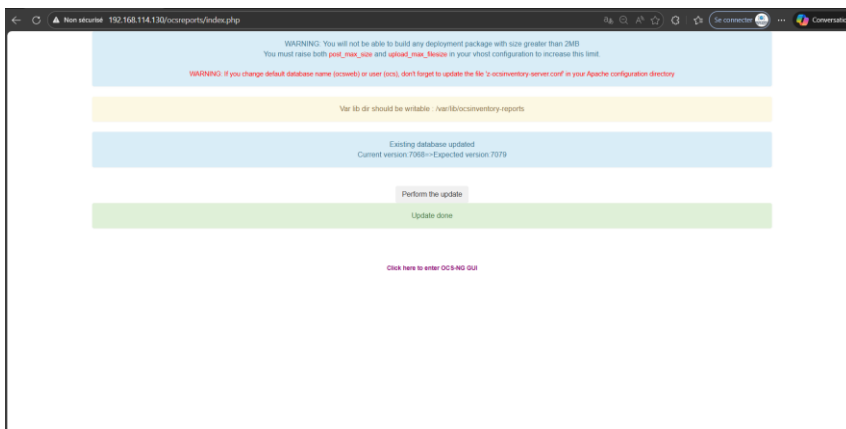 Non sécurisé 192.168.114.130/ocsreports/index.php
Se connecter
Conversatio
WARNING: You will not be able to build any deployment package with size greater than 2MB
You must raise both post_max_size and upload_max_filesize in your vhost configuration to increase this limit.
WARNING: If you change default database name (ocsweb) or user (ocs), don't forget to update the file 'z-ocsinventory-server.conf' in your Apache configuration directory
Var lib dir should be writable : /var/lib/ocsinventory-reports
Existing database updated
Current version:7068=>Expected version:7079
Perform the update
Update done
Click here to enter OCS-NG GUI